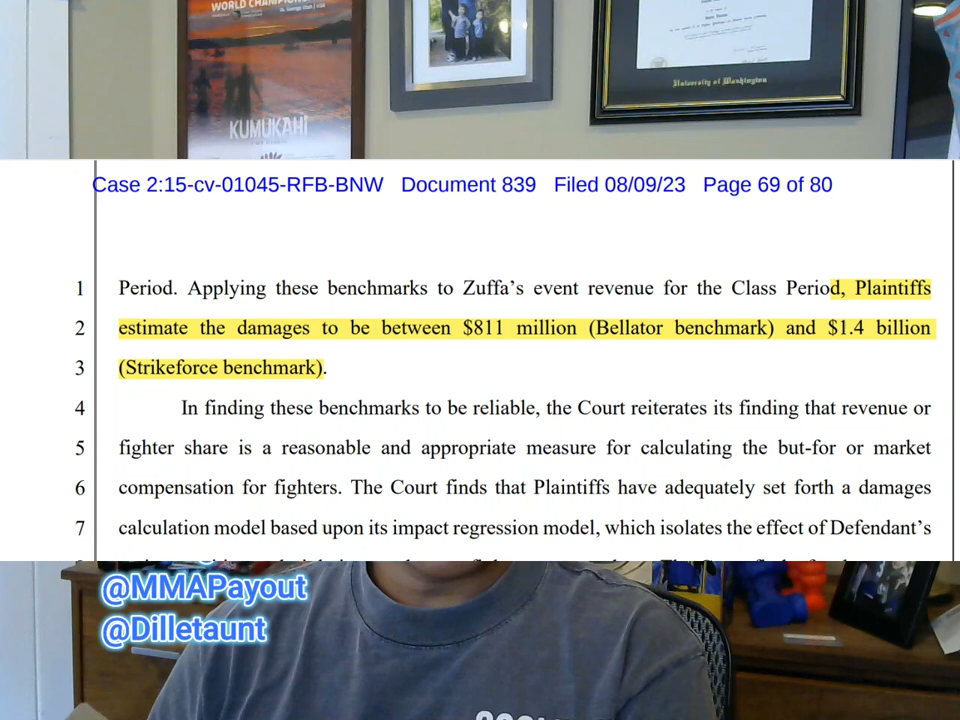 WORLD CHAMPION
KUMUKAHI
University of Washington
Case 2:15-cv-01045-RFB-BNW Document 839 Filed 08/09/23 Page 69 of 80
1 Period. Applying these benchmarks to Zuffa's event revenue for the Class Period, Plaintiffs
2 estimate the damages to be between $811 million (Bellator benchmark) and $1.4 billion
3 (Strikeforce benchmark).
4 In finding these benchmarks to be reliable, the Court reiterates its finding that revenue or
5 fighter share is a reasonable and appropriate measure for calculating the but-for or market
6 compensation for fighters. The Court finds that Plaintiffs have adequately set forth a damages
7 calculation model based upon its impact regression model, which isolates the effect of Defendant's
@MMAPayout
@Dilletaunt